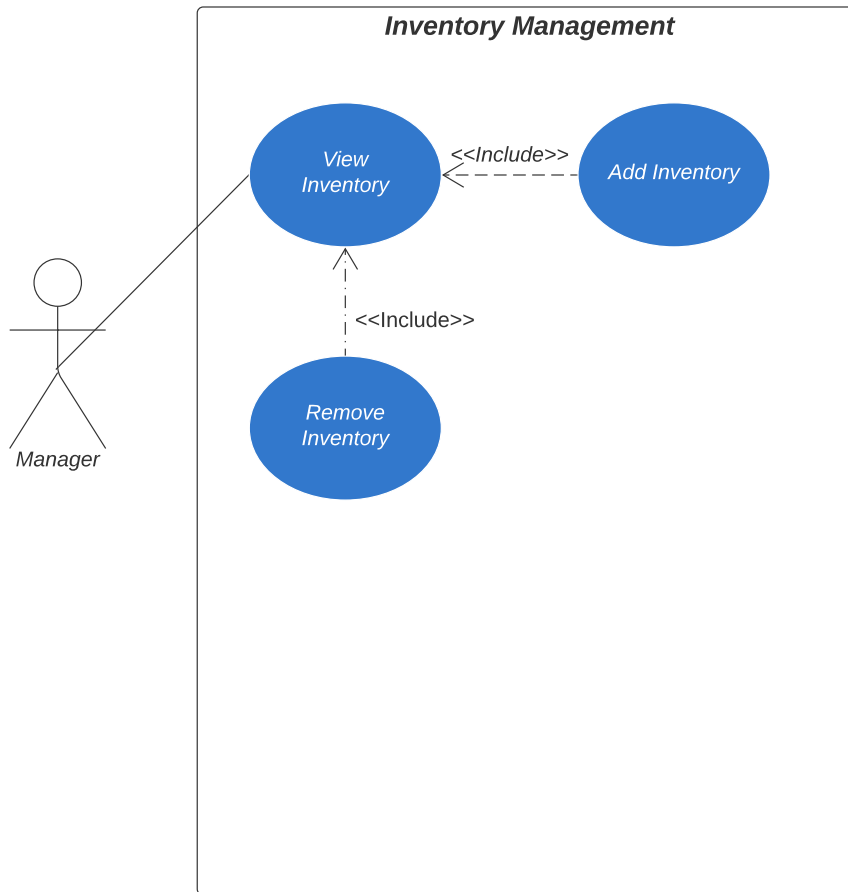 Inventory Management
View
Inventory
<<Include>>
Add Inventory
<<Include>>
Remove
Inventory
Manager